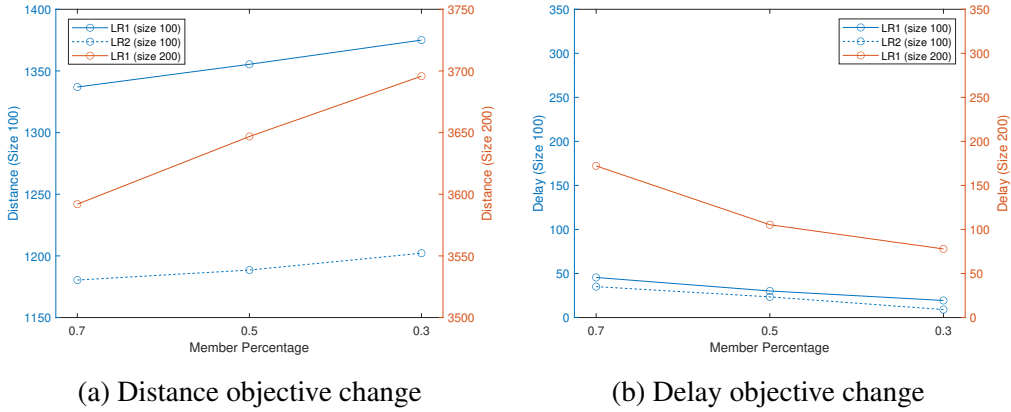 1400
1350
1300
1250
1200
1150
Distance (Size 100)
LR1 (size 100)
LR2 (size 100)
LR1 (size 200)
3750
3700
3650
3600
3550
3500
Distance (Size 200)
0.7
0.5
0.3
Member Percentage
(a) Distance objective change
350
300
250
200
150
100
50
0
Delay (Size 100)
LR1 (size 100)
LR2 (size 100)
LR1 (size 200)
350
300
250
200
150
100
50
0
Delay (Size 200)
0.7
0.5
0.3
Member Percentage
(b) Delay objective change